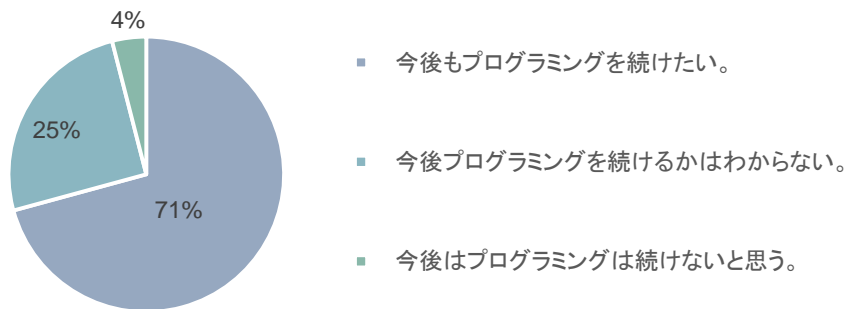 4%
25%
71%
今後もプログラミングを続けたい。
今後プログラミングを続けるかはわからない。
今後はプログラミングは続けないと思う。